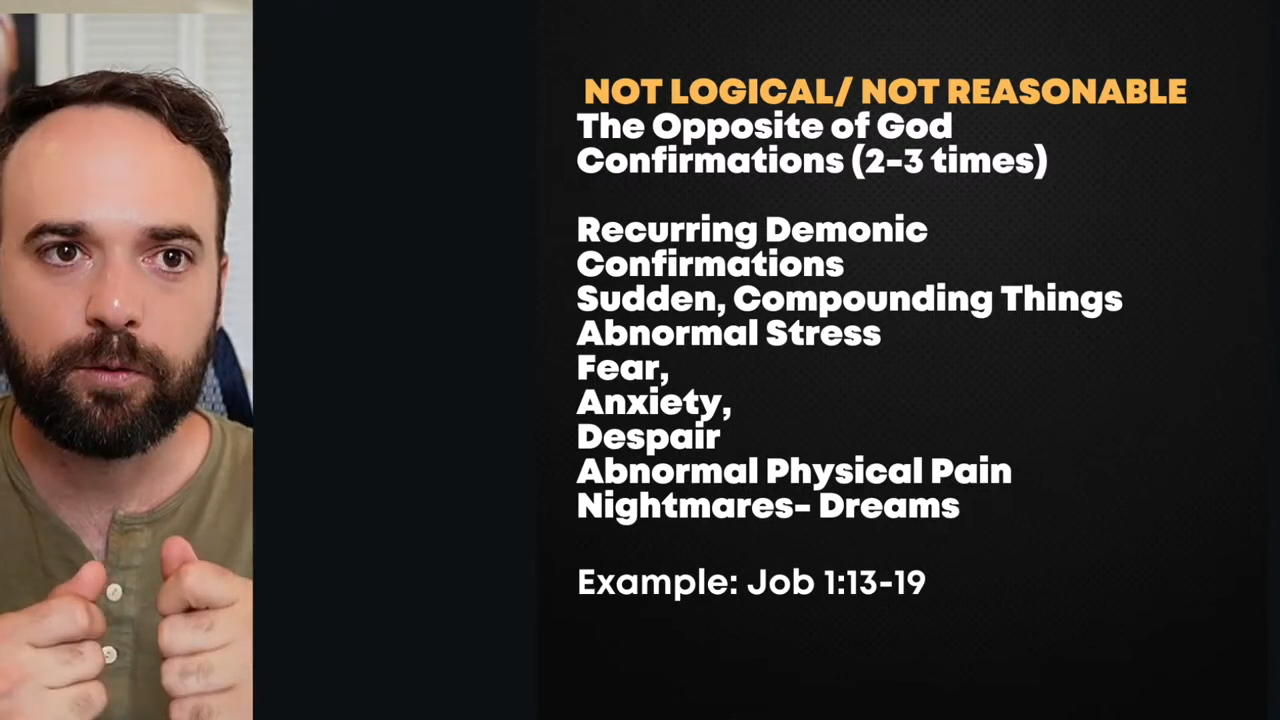 NOT LOGICAL/ NOT REASONABLE
The Opposite of God
Confirmations (2-3 times)
Recurring Demonic
Confirmations
Sudden, Compounding Things
Abnormal Stress
Fear,
Anxiety,
Despair
Abnormal Physical Pain
Nightmares- Dreams
Example: Job 1:13-19